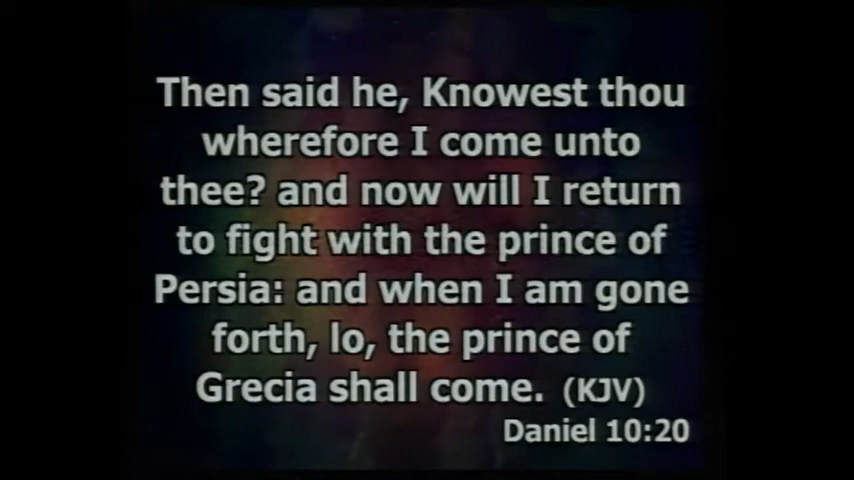 Then said he, Knowest thou
wherefore I come unto
thee? and now will I return
to fight with the prince of
Persia: and when I am gone
forth, lo, the prince of
Grecia shall come. (KJV)
Daniel 10:20